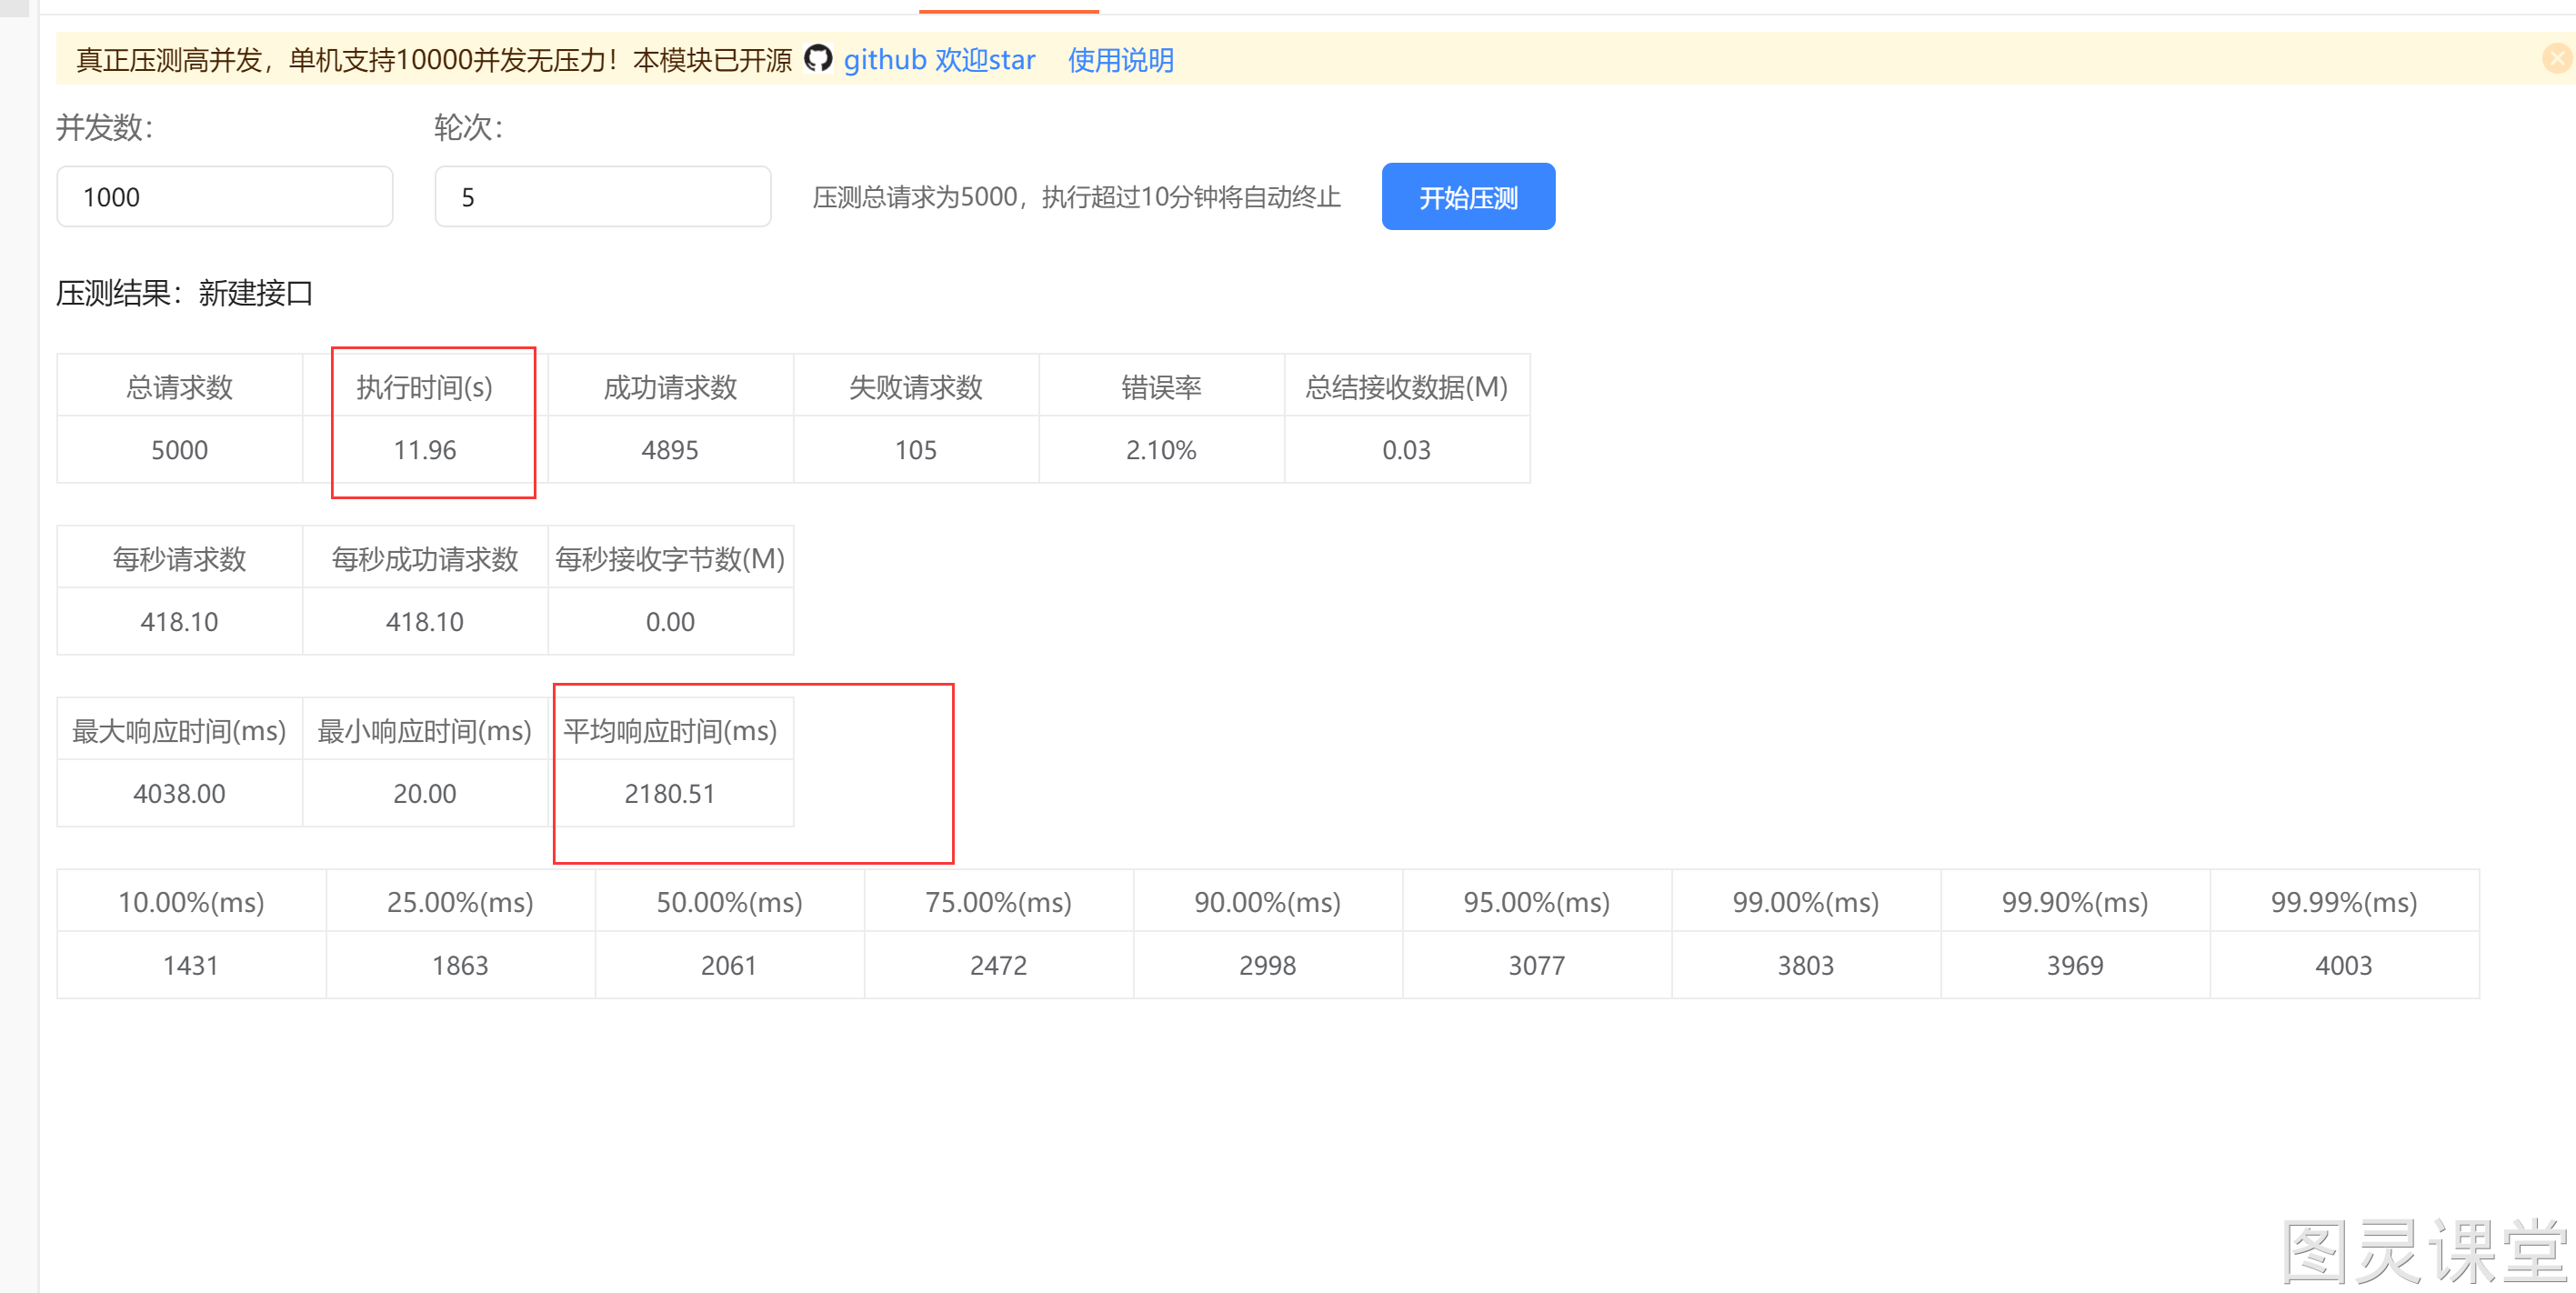 真正压测高并发，单机支持10000并发无压力！本模块已开源 github 欢迎star 使用说明
并发数： 轮次：
1000 5 压测总请求为5000，执行超过10分钟将自动终止 开始压测
压测结果：新建接口
总请求数 执行时间(s) 成功请求数 失败请求数 错误率 总结接收数据(M)
5000 11.96 4895 105 2.10% 0.03
每秒请求数 每秒成功请求数 每秒接收字节数(M)
418.10 418.10 0.00
最大响应时间(ms) 最小响应时间(ms) 平均响应时间(ms)
4038.00 20.00 2180.51
10.00%(ms) 25.00%(ms) 50.00%(ms) 75.00%(ms) 90.00%(ms) 95.00%(ms) 99.00%(ms) 99.90%(ms) 99.99%(ms)
1431 1863 2061 2472 2998 3077 3803 3969 4003
图灵课堂